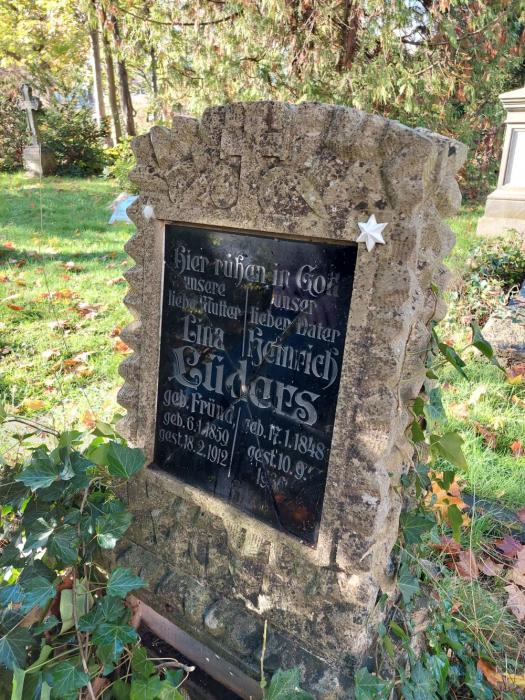 Hier ruhen in Gott
unsere unser
liebe Mutter lieber Vater
Lina Heinrich
Lüders
geb. Fründ,
geb. 6.1.1850 geb. 17.1.1848
gest. 18.2.1912 gest. 10.9.